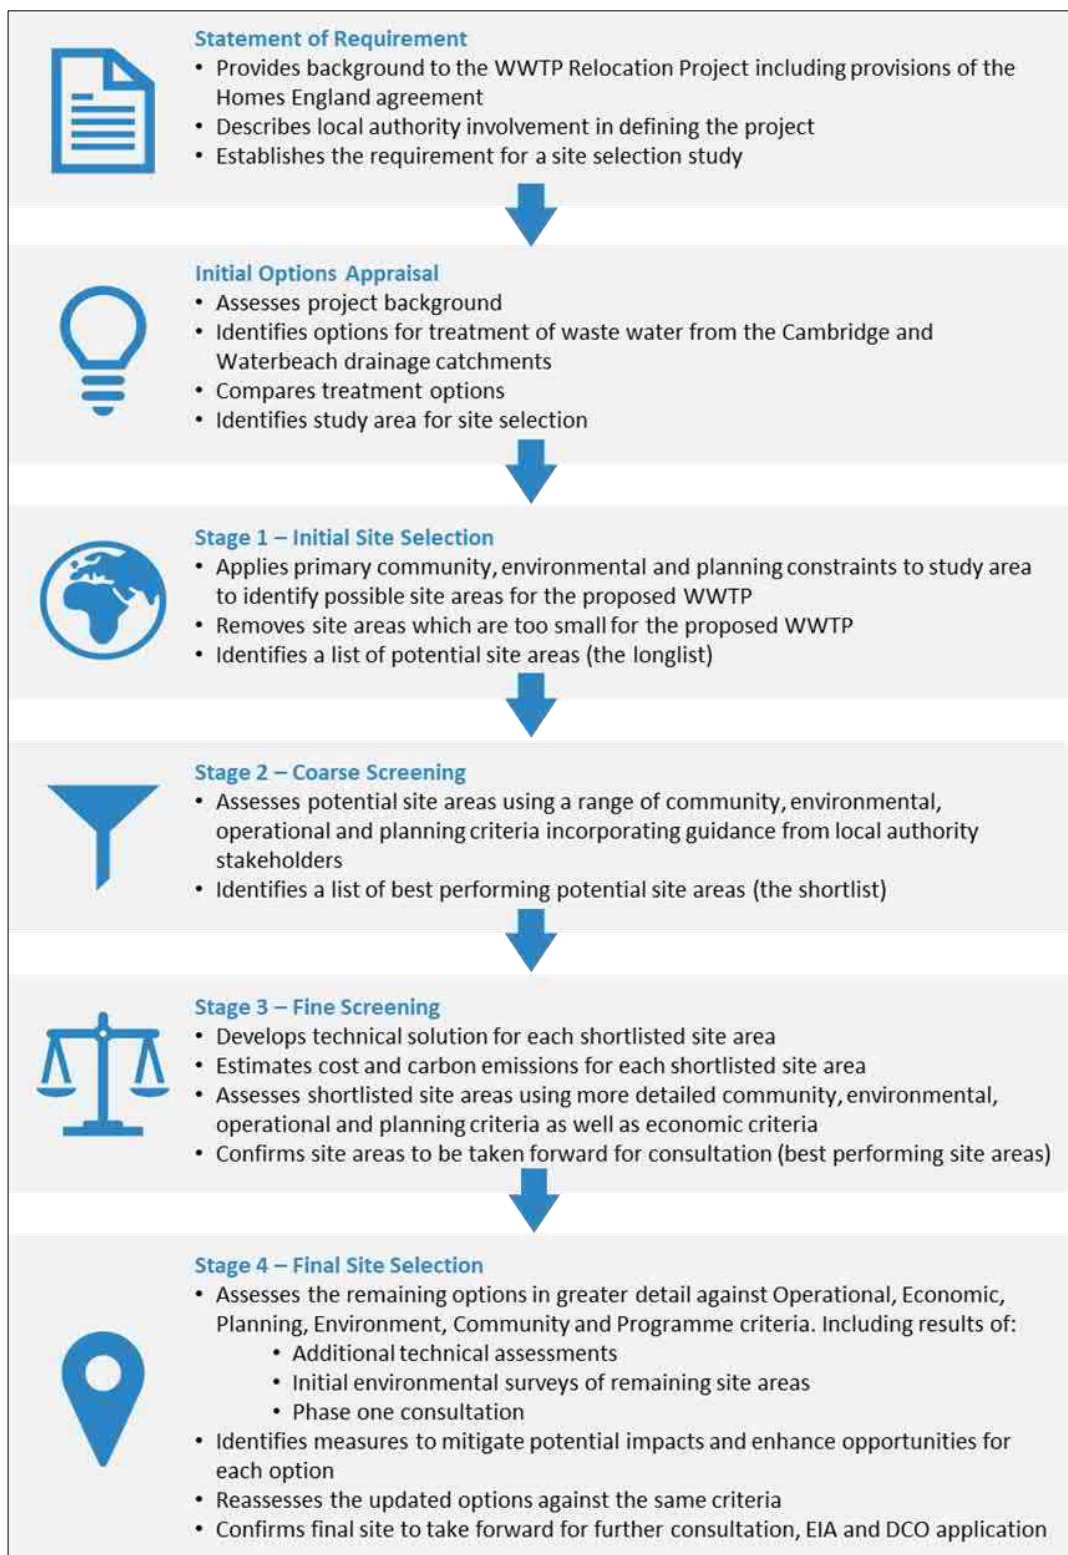 Statement of Requirement
• Provides background to the WWTP Relocation Project including provisions of the
Homes England agreement
• Describes local authority involvement in defining the project
• Establishes the requirement for a site selection study
Initial Options Appraisal
• Assesses project background
• Identifies options for treatment of waste water from the Cambridge and
Waterbeach drainage catchments
• Compares treatment options
• Identifies study area for site selection
Stage 1 – Initial Site Selection
• Applies primary community, environmental and planning constraints to study area
to identify possible site areas for the proposed WWTP
• Removes site areas which are too small for the proposed WWTP
• Identifies a list of potential site areas (the longlist)
Stage 2 – Coarse Screening
• Assesses potential site areas using a range of community, environmental,
operational and planning criteria incorporating guidance from local authority
stakeholders
• Identifies a list of best performing potential site areas (the shortlist)
Stage 3 – Fine Screening
• Develops technical solution for each shortlisted site area
• Estimates cost and carbon emissions for each shortlisted site area
• Assesses shortlisted site areas using more detailed community, environmental,
operational and planning criteria as well as economic criteria
• Confirms site areas to be taken forward for consultation (best performing site areas)
Stage 4 – Final Site Selection
• Assesses the remaining options in greater detail against Operational, Economic,
Planning, Environment, Community and Programme criteria. Including results of:
• Additional technical assessments
• Initial environmental surveys of remaining site areas
• Phase one consultation
• Identifies measures to mitigate potential impacts and enhance opportunities for
each option
• Reassesses the updated options against the same criteria
• Confirms final site to take forward for further consultation, EIA and DCO application